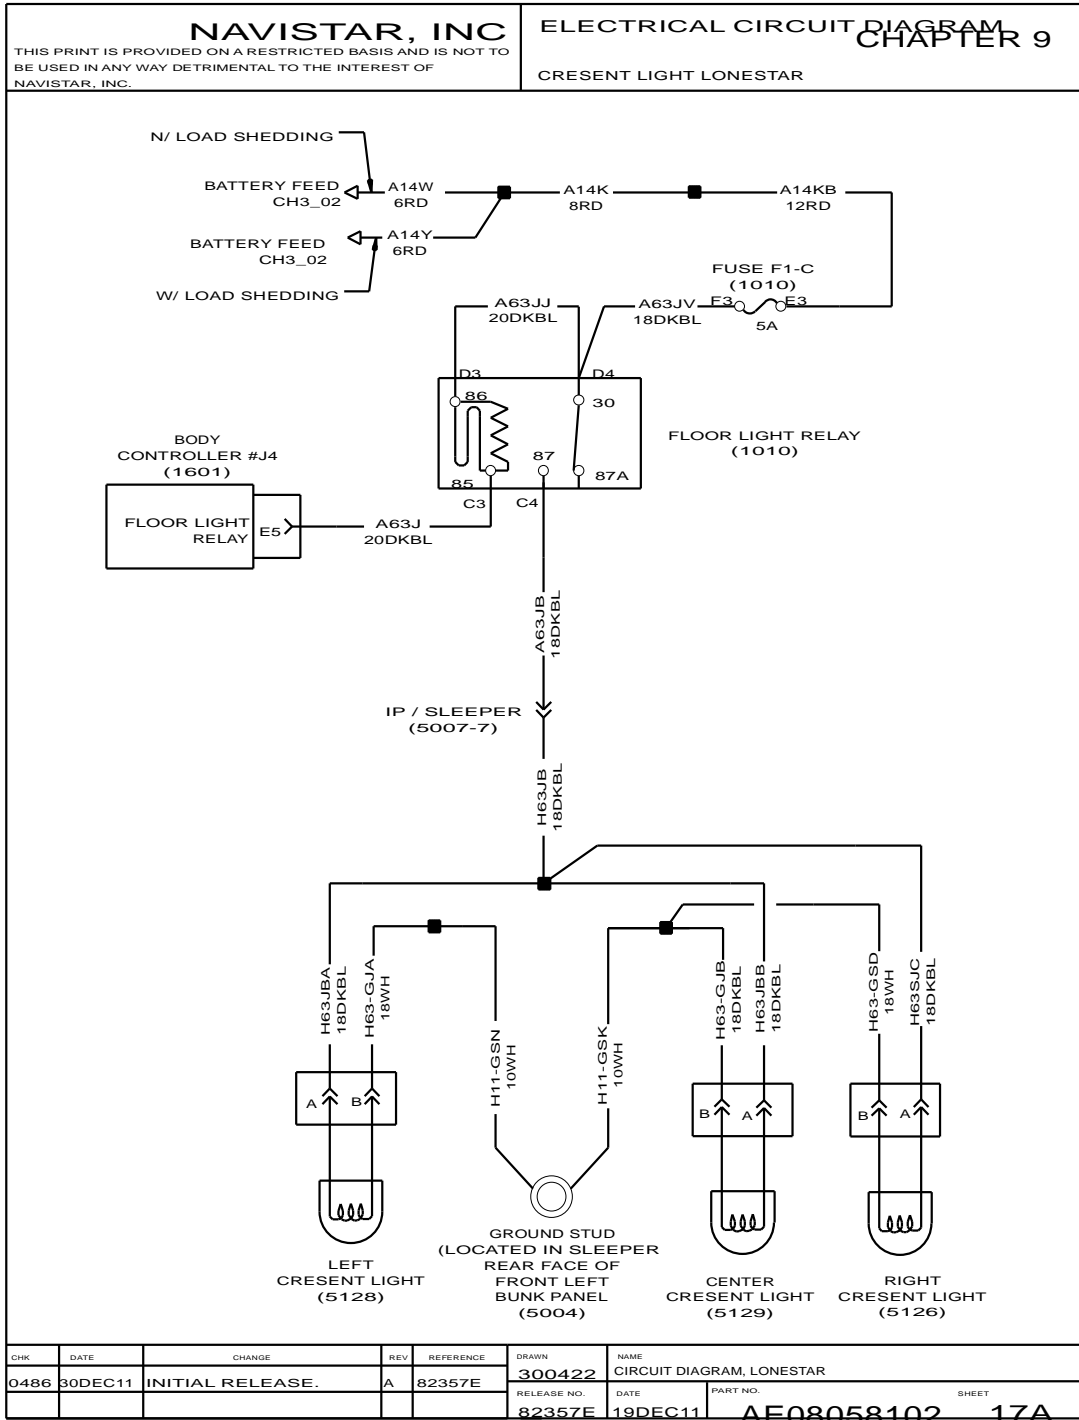 NAVISTAR, INC
THIS PRINT IS PROVIDED ON A RESTRICTED BASIS AND IS NOT TO
BE USED IN ANY WAY DETRIMENTAL TO THE INTEREST OF
NAVISTAR, INC.
ELECTRICAL CIRCUIT DIAGRAM
CHAPTER 9
CRESENT LIGHT LONESTAR
N/ LOAD SHEDDING
BATTERY FEED
CH3_02
A14W
6RD
A14K
8RD
A14KB
12RD
BATTERY FEED
CH3_02
A14Y
6RD
W/ LOAD SHEDDING
FUSE F1-C
(1010)
F3
E3
5A
A63JJ
20DKBL
A63JV
18DKBL
D3
D4
86
30
87
87A
85
C3
C4
FLOOR LIGHT RELAY
(1010)
BODY
CONTROLLER #J4
(1601)
FLOOR LIGHT
RELAY
E5
A63J
20DKBL
A63JB
18DKBL
IP / SLEEPER
(5007-7)
H63JB
18DKBL
H63JBA
18DKBL
H63-GJA
18WH
H11-GSN
10WH
H11-GSK
10WH
H63-GJB
18DKBL
H63JBB
18DKBL
H63-GSD
18WH
H63SJC
18DKBL
A
B
B
A
B
A
LEFT
CRESENT LIGHT
(5128)
GROUND STUD
(LOCATED IN SLEEPER
REAR FACE OF
FRONT LEFT
BUNK PANEL
(5004)
CENTER
CRESENT LIGHT
(5129)
RIGHT
CRESENT LIGHT
(5126)
CHK DATE CHANGE REV REFERENCE
0486 30DEC11 INITIAL RELEASE. A 82357E
DRAWN
300422
NAME
CIRCUIT DIAGRAM, LONESTAR
RELEASE NO.
82357E
DATE
19DEC11
PART NO.
AF08058102
SHEET
17A